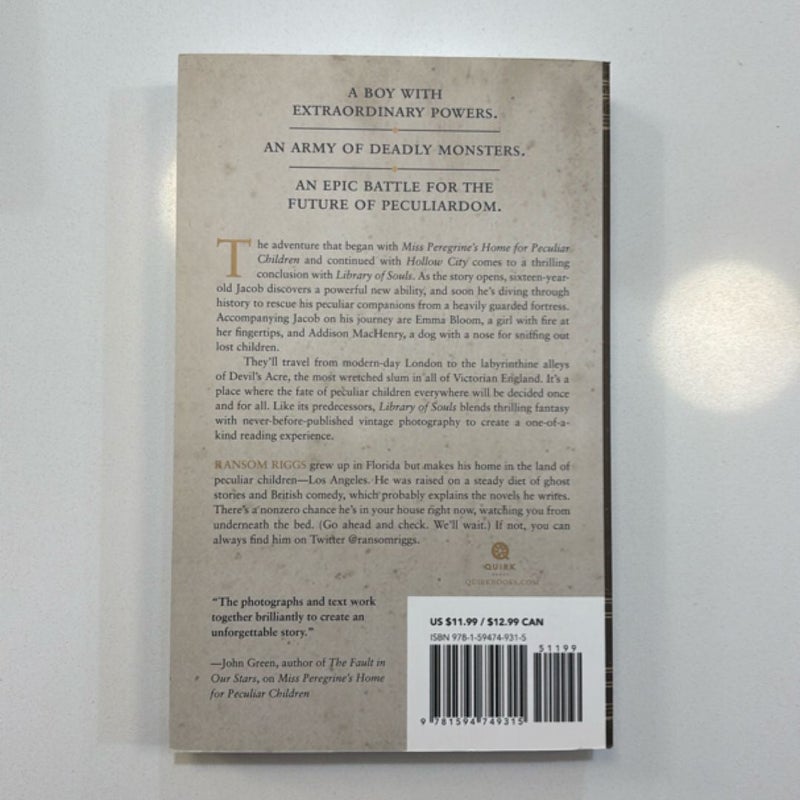 A BOY WITH
EXTRAORDINARY POWERS.
AN ARMY OF DEADLY MONSTERS.
AN EPIC BATTLE FOR THE
FUTURE OF PECULIARDOM.
The adventure that began with Miss Peregrine's Home for Peculiar
Children and continued with Hollow City comes to a thrilling
conclusion with Library of Souls. As the story opens, sixteen-year-
old Jacob discovers a powerful new ability, and soon he's diving through
history to rescue his peculiar companions from a heavily guarded fortress.
Accompanying Jacob on his journey are Emma Bloom, a girl with fire at
her fingertips, and Addison MacHenry, a dog with a nose for sniffing out
lost children.
They'll travel from modern-day London to the labyrinthine alleys
of Devil's Acre, the most wretched slum in all of Victorian England. It's a
place where the fate of peculiar children everywhere will be decided once
and for all. Like its predecessors, Library of Souls blends thrilling fantasy
with never-before-published vintage photography to create a one-of-a-
kind reading experience.
RANSOM RIGGS grew up in Florida but makes his home in the land of
peculiar children—Los Angeles. He was raised on a steady diet of ghost
stories and British comedy, which probably explains the novels he writes.
There's a nonzero chance he's in your house right now, watching you from
underneath the bed. (Go ahead and check. We'll wait.) If not, you can
always find him on Twitter @ransomriggs.
QUIRK
QUIRKBOOKS.COM
"The photographs and text work
together brilliantly to create an
unforgettable story."
—John Green, author of The Fault in
Our Stars, on Miss Peregrine's Home
for Peculiar Children
US $11.99 / $12.99 CAN
ISBN 978-1-59474-931-5
51199
9 781594 749315